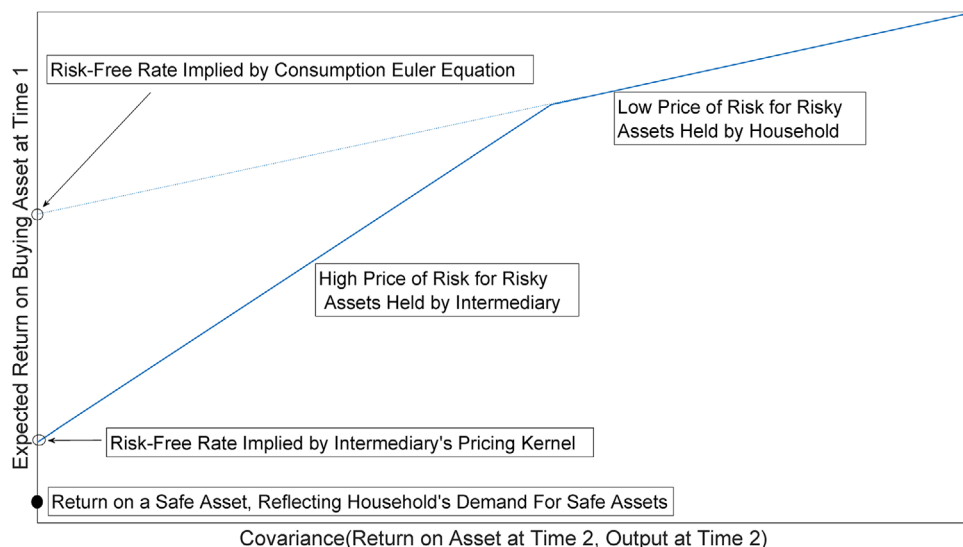 Expected Return on Buying Asset at Time 1
Risk-Free Rate Implied by Consumption Euler Equation
Low Price of Risk for Risky
Assets Held by Household
High Price of Risk for Risky
Assets Held by Intermediary
Risk-Free Rate Implied by Intermediary's Pricing Kernel
Return on a Safe Asset, Reflecting Household's Demand For Safe Assets
Covariance(Return on Asset at Time 2, Output at Time 2)